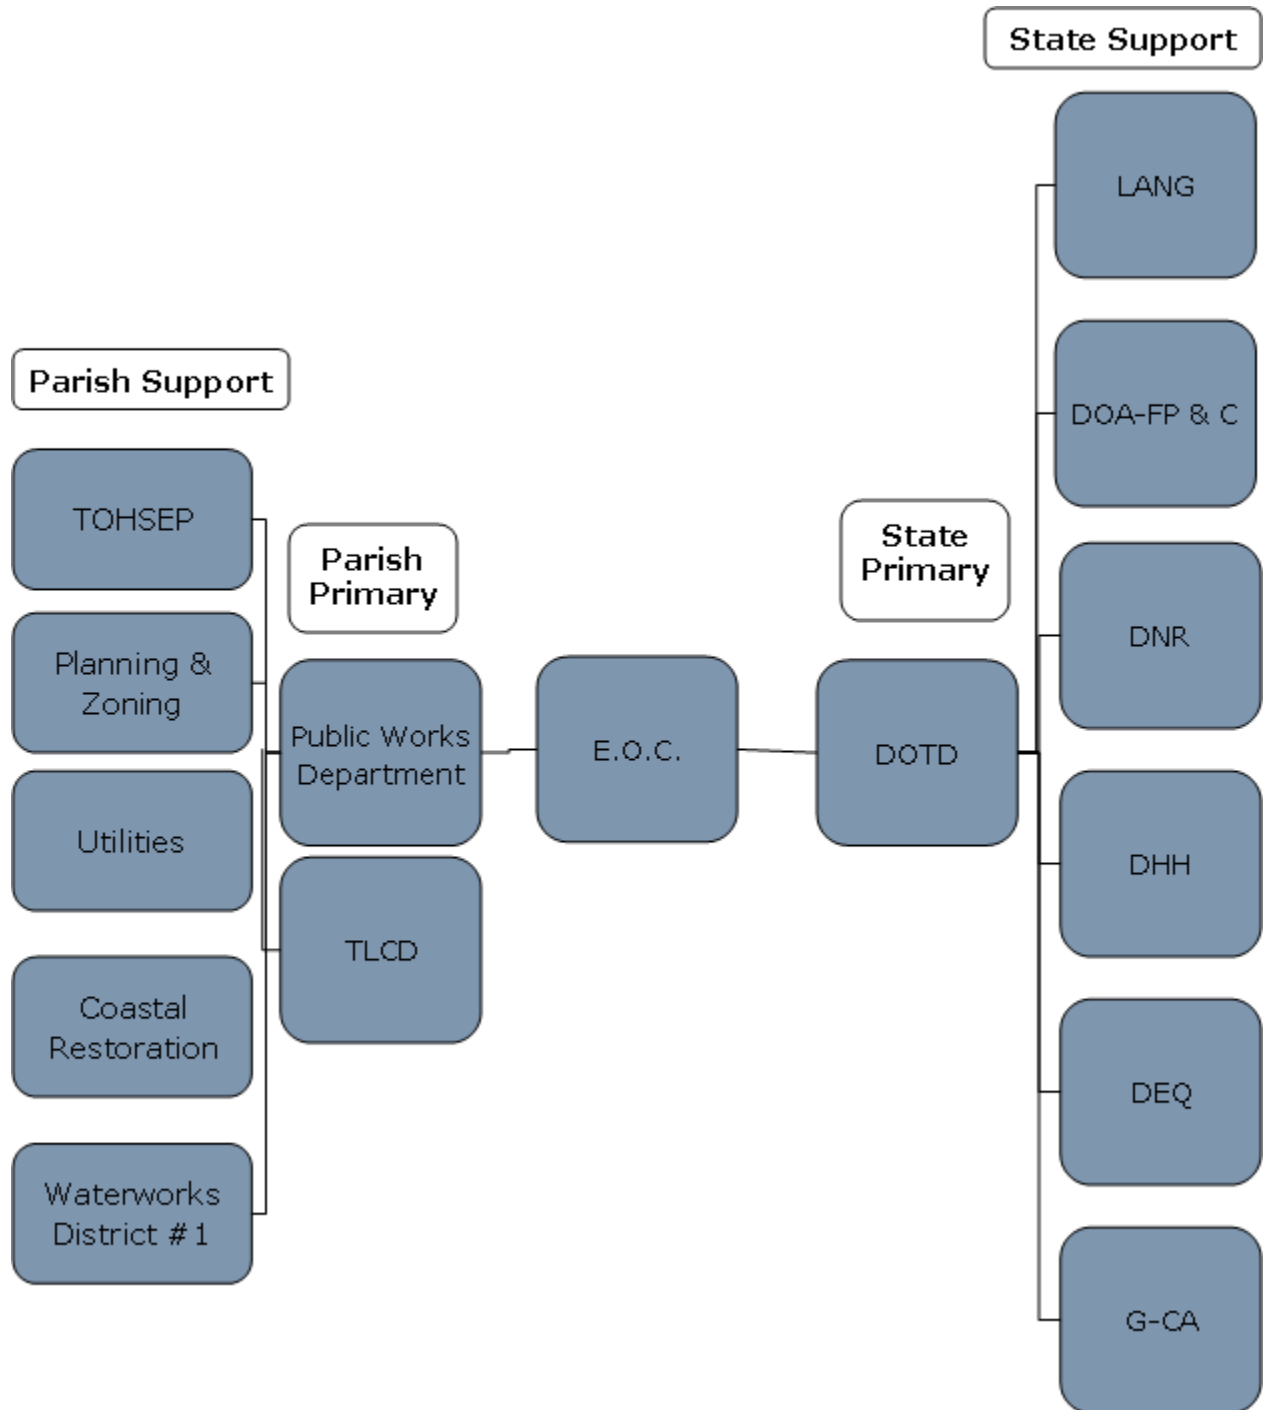 State Support
LANG
DOA-FP & C
DNR
DHH
DEQ
G-CA
State
Primary
DOTD
E.O.C.
Parish
Primary
Public Works
Department
TLCD
Parish Support
TOHSEP
Planning &
Zoning
Utilities
Coastal
Restoration
Waterworks
District #1